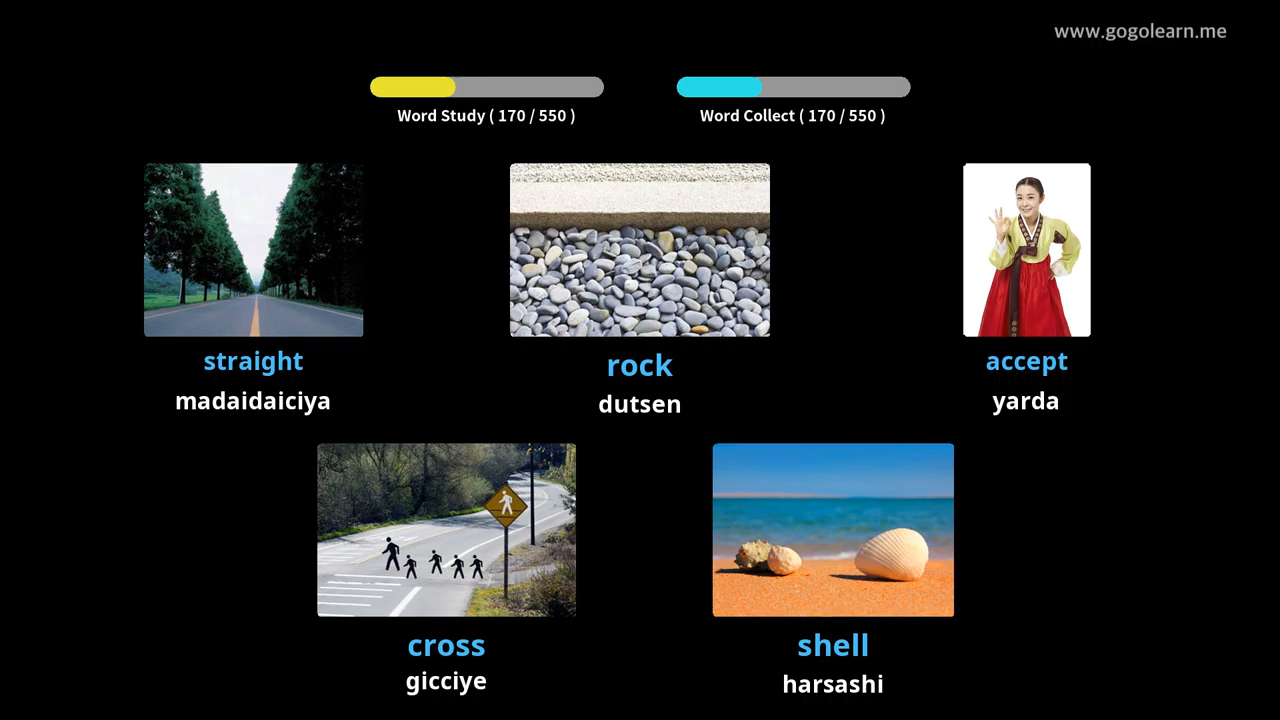 www.gogolearn.me
Word Study ( 170 / 550 )
Word Collect ( 170 / 550 )
straight
madaidaiciya
rock
dutsen
accept
yarda
cross
gicciye
shell
harsashi